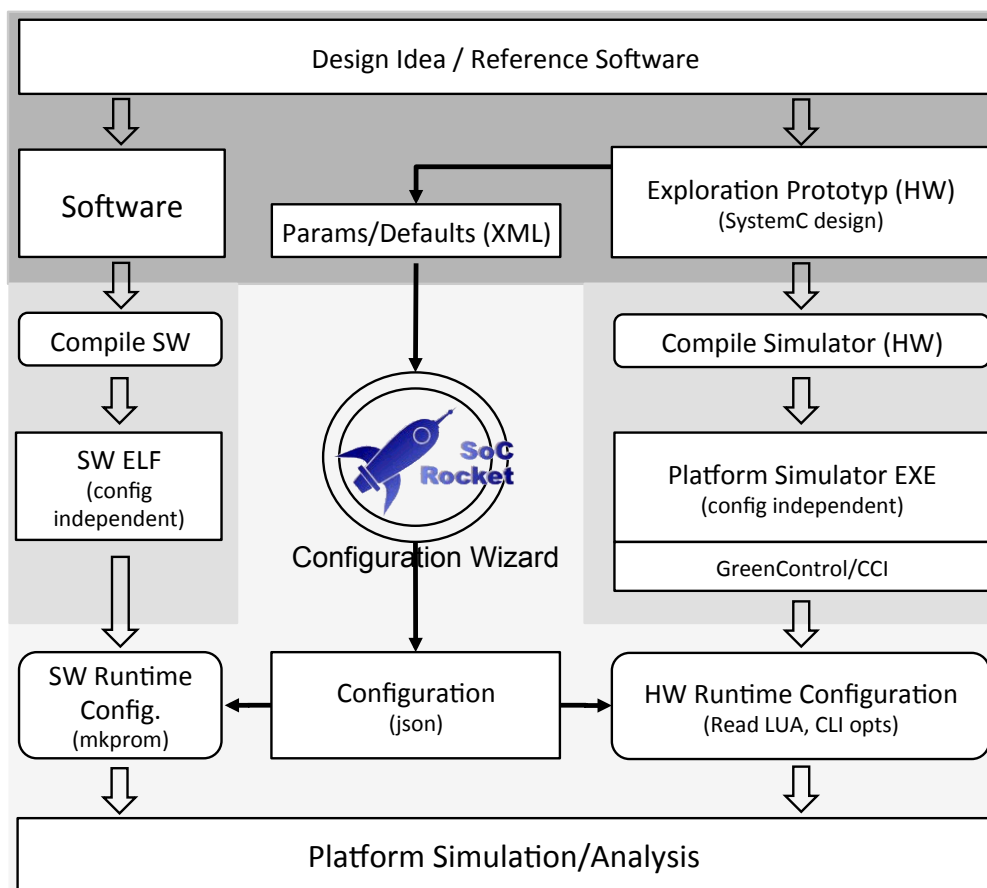 Design Idea / Reference Software
Software
Params/Defaults (XML)
Exploration Prototyp (HW)
(SystemC design)
Compile SW
Compile Simulator (HW)
SW ELF
(config
independent)
SoC
Rocket
Configuration Wizard
Platform Simulator EXE
(config independent)
GreenControl/CCI
SW Runtime
Config.
(mkprom)
Configuration
(json)
HW Runtime Configuration
(Read LUA, CLI opts)
Platform Simulation/Analysis